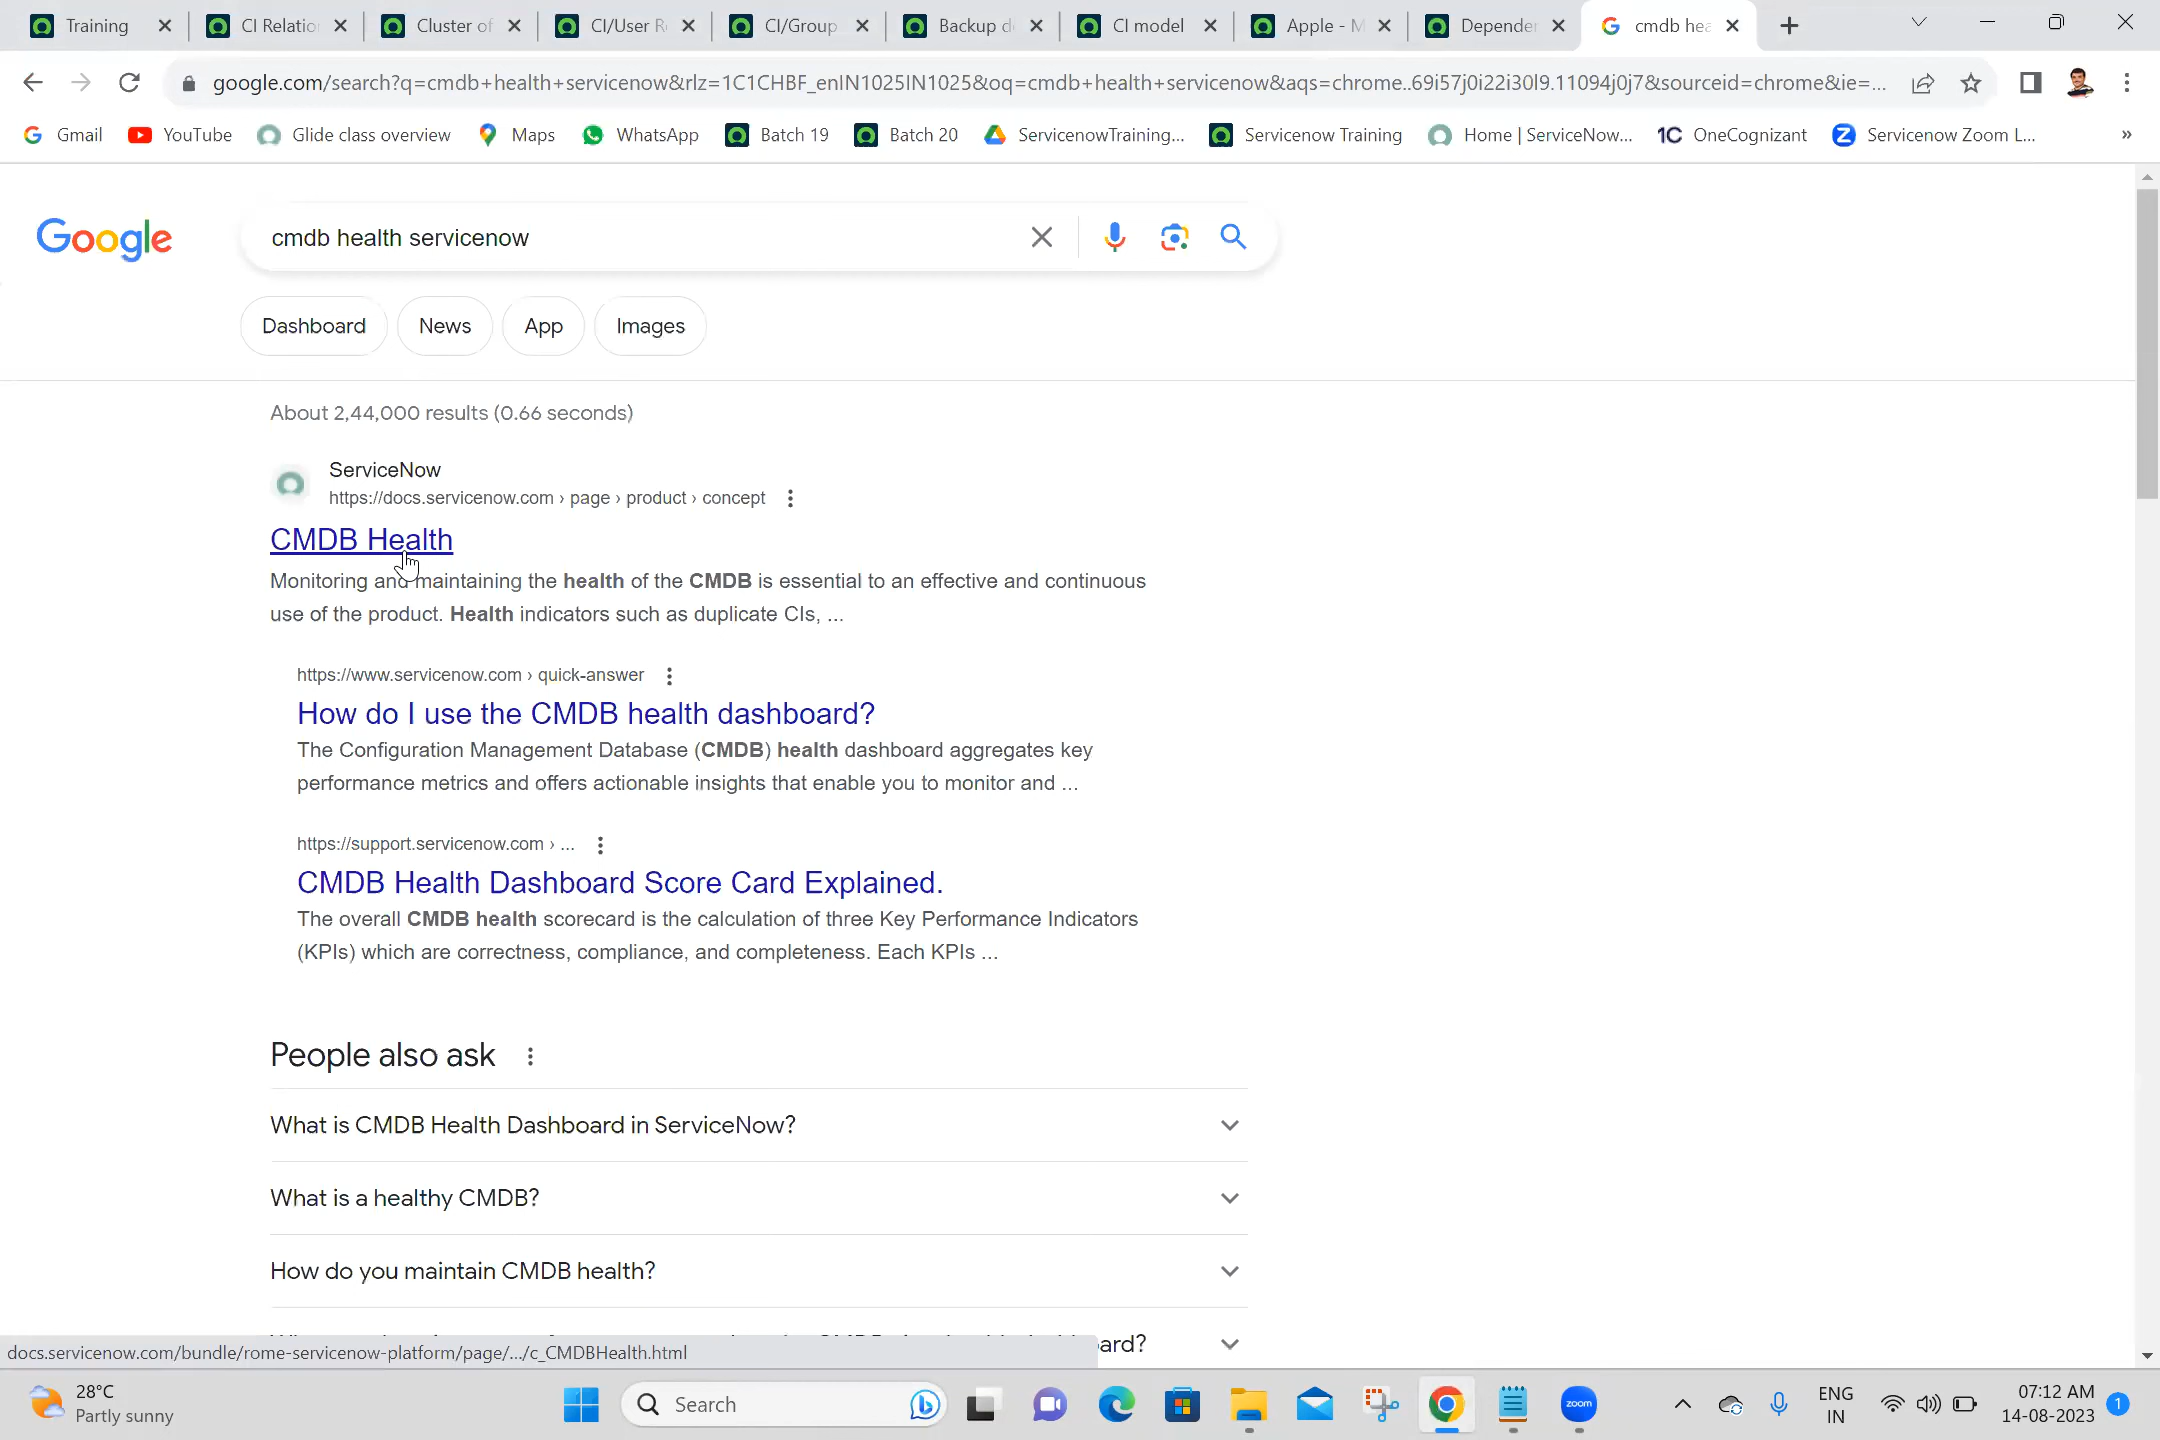 Training
CI Relatio
Cluster of
CI/User R
CI/Group
Backup d
CI model
Apple - M
Depender
cmdb hea
google.com/search?q=cmdb+health+servicenow&rlz=1C1CHBF_enIN1025IN1025&oq=cmdb+health+servicenow&aqs=chrome..69i57j0i22i30l9.11094j0j7&sourceid=chrome&ie=...
Gmail
YouTube
Glide class overview
Maps
WhatsApp
Batch 19
Batch 20
ServicenowTraining...
Servicenow Training
Home | ServiceNow...
1C OneCognizant
Servicenow Zoom L...
»
Google
cmdb health servicenow
Dashboard
News
App
Images
About 2,44,000 results (0.66 seconds)
ServiceNow
https://docs.servicenow.com › page › product › concept
CMDB Health
Monitoring and maintaining the health of the CMDB is essential to an effective and continuous
use of the product. Health indicators such as duplicate CIs, ...
https://www.servicenow.com › quick-answer
How do I use the CMDB health dashboard?
The Configuration Management Database (CMDB) health dashboard aggregates key
performance metrics and offers actionable insights that enable you to monitor and ...
https://support.servicenow.com › ...
CMDB Health Dashboard Score Card Explained.
The overall CMDB health scorecard is the calculation of three Key Performance Indicators
(KPIs) which are correctness, compliance, and completeness. Each KPIs ...
People also ask
What is CMDB Health Dashboard in ServiceNow?
What is a healthy CMDB?
How do you maintain CMDB health?
ard?
docs.servicenow.com/bundle/rome-servicenow-platform/page/.../c_CMDBHealth.html
28°C
Partly sunny
Search
zoom
ENG
IN
07:12 AM
14-08-2023
1